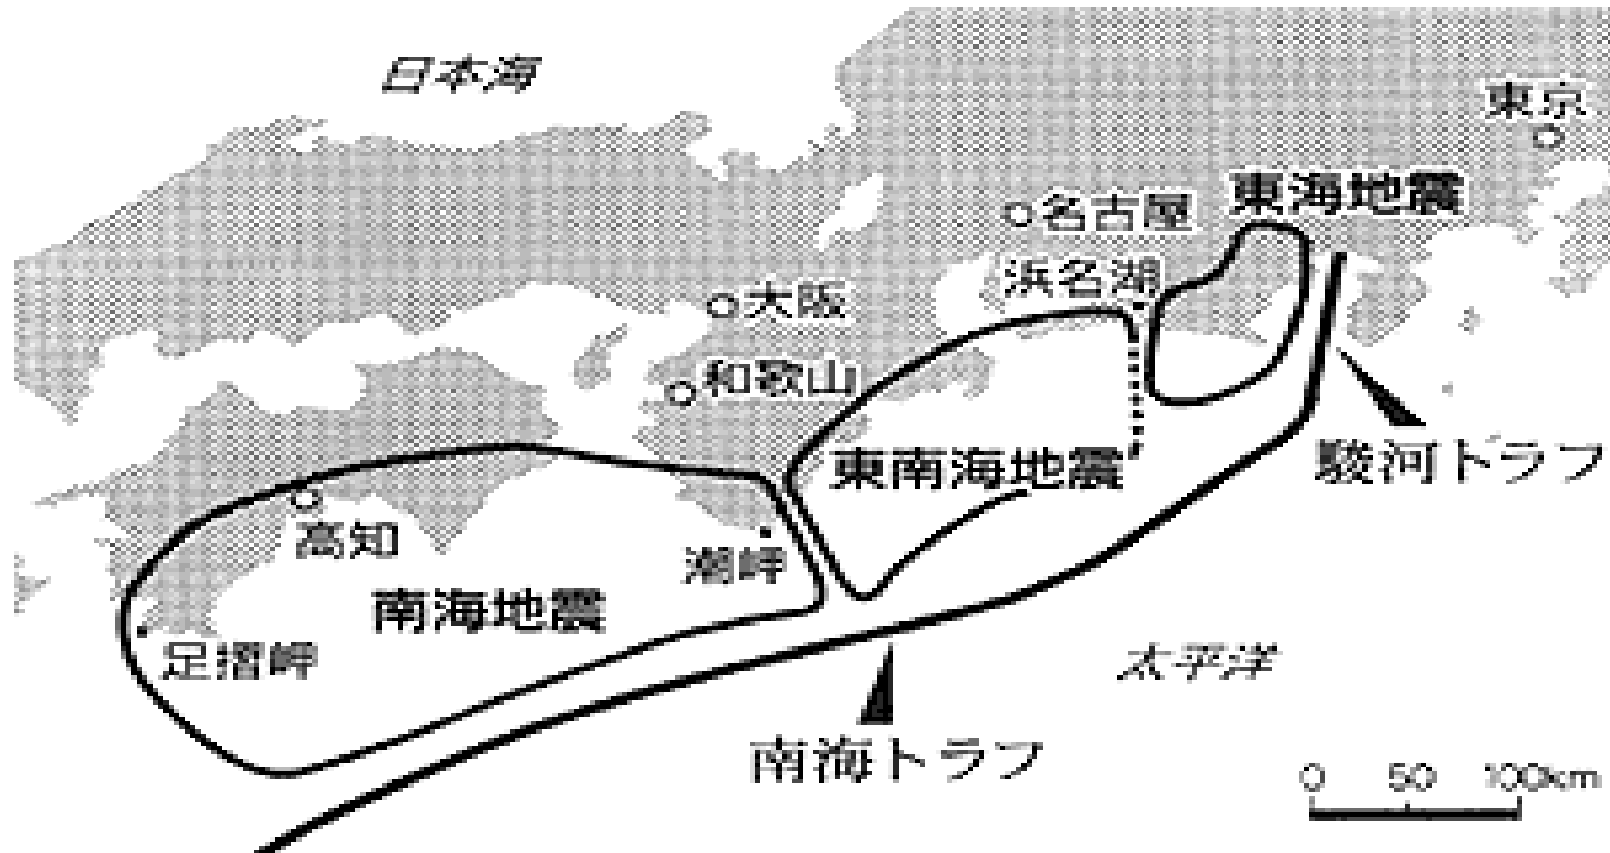 日本海
東京
東海地震
名古屋
浜名湖
大阪
和歌山
東南海地震
駿河トラフ
高知
潮岬
南海地震
足摺岬
太平洋
南海トラフ
0 50 100km